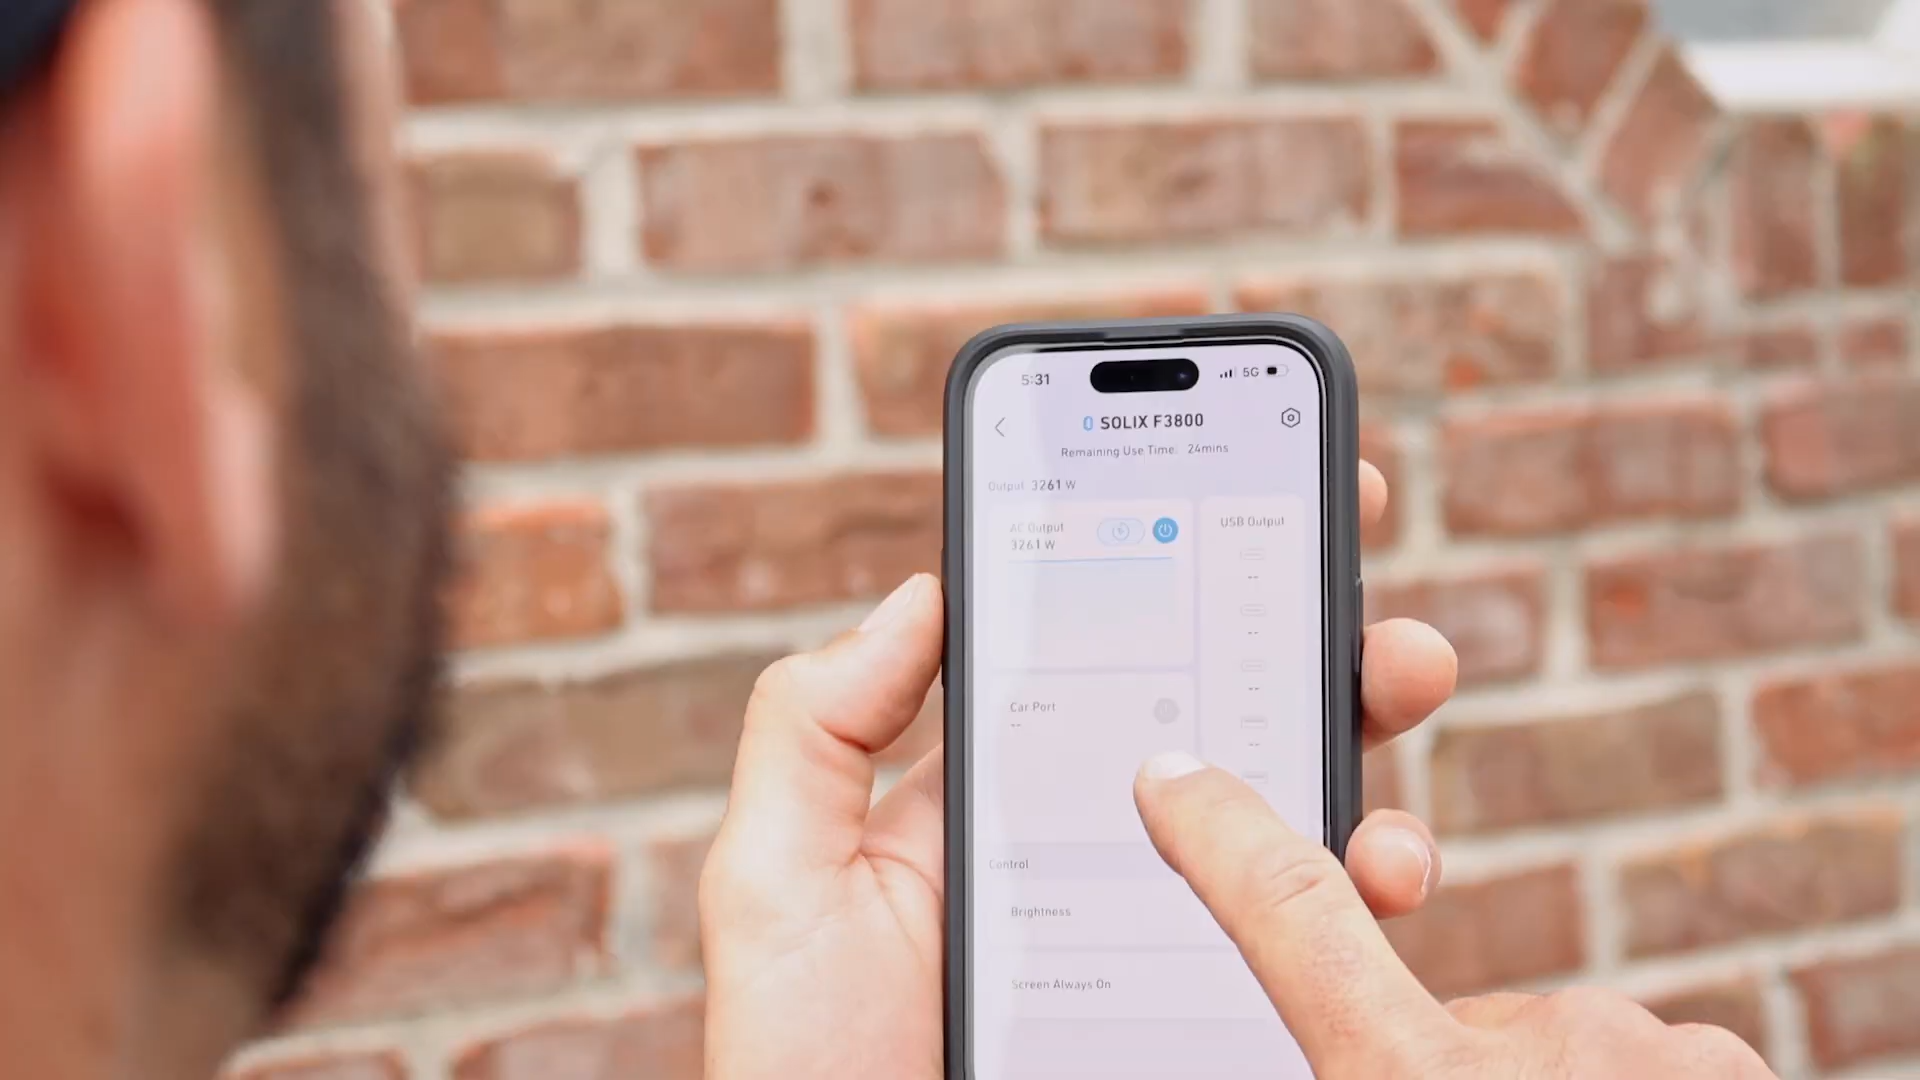 5:31
5G
SOLIX F3800
Remaining Use Time: 24mins
Output 3261 W
AC Output
3261 W
USB Output
--
--
--
--
Car Port
--
Control
Brightness
Screen Always On